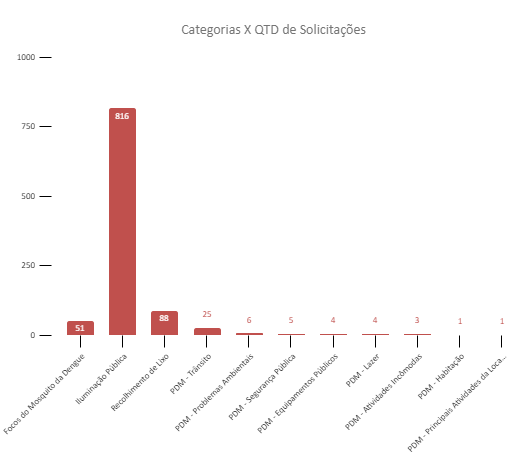 Categorias X QTD de Solicitações
1000
750
500
250
0
51
816
88
25
6
5
4
4
3
1
1
Focos do Mosquito da Dengue
Iluminação Pública
Recolhimento de Lixo
PDM - Trânsito
PDM - Problemas Ambientais
PDM - Segurança Pública
PDM - Equipamentos Públicos
PDM - Lazer
PDM - Atividades Incômodas
PDM - Habitação
PDM - Principais Atividades da Loca...